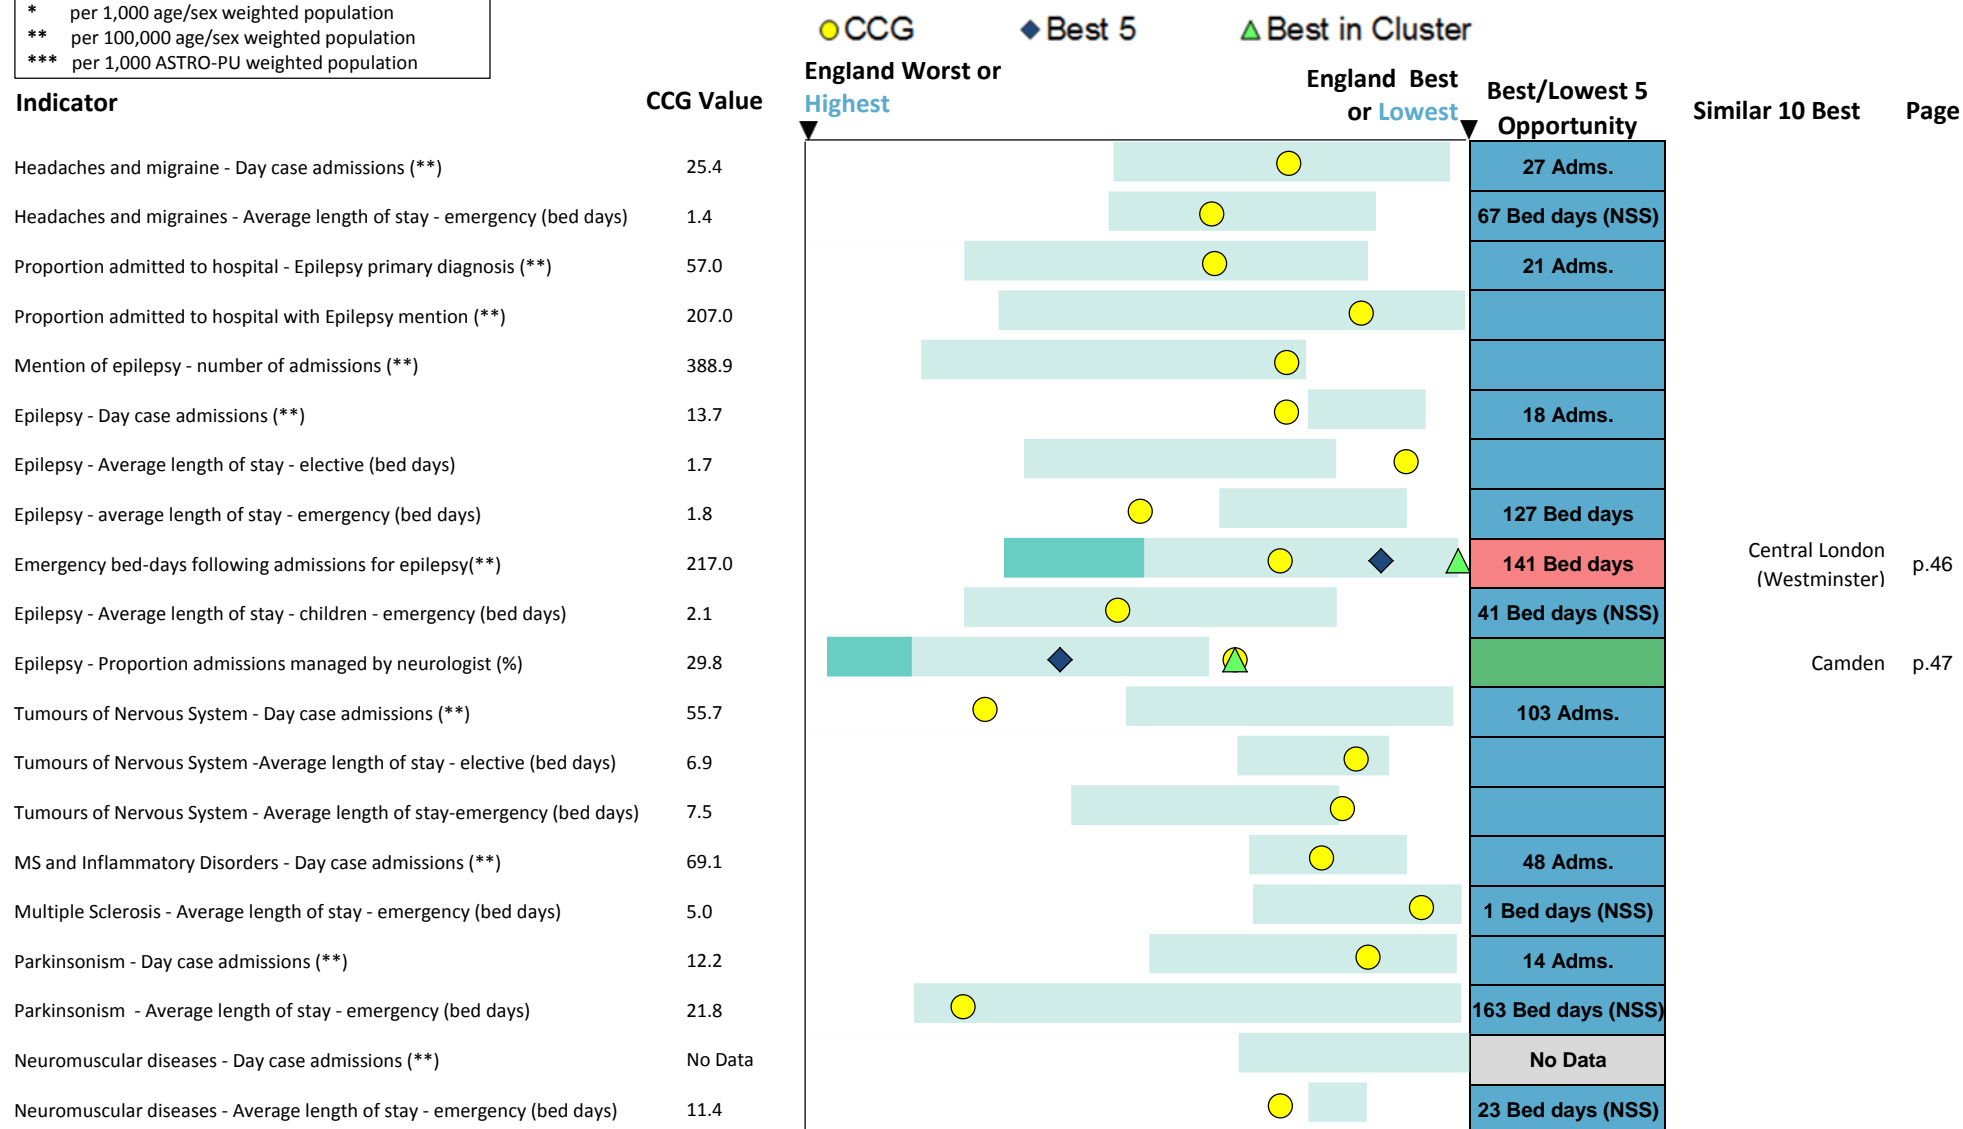 * per 1,000 age/sex weighted population
** per 100,000 age/sex weighted population
*** per 1,000 ASTRO-PU weighted population
CCG Best 5 Best in Cluster
England Worst or Highest
England Best or Lowest
Indicator CCG Value Best/Lowest 5 Opportunity Similar 10 Best Page
Headaches and migraine - Day case admissions (**) 25.4 27 Adms.
Headaches and migraines - Average length of stay - emergency (bed days) 1.4 67 Bed days (NSS)
Proportion admitted to hospital - Epilepsy primary diagnosis (**) 57.0 21 Adms.
Proportion admitted to hospital with Epilepsy mention (**) 207.0
Mention of epilepsy - number of admissions (**) 388.9
Epilepsy - Day case admissions (**) 13.7 18 Adms.
Epilepsy - Average length of stay - elective (bed days) 1.7
Epilepsy - average length of stay - emergency (bed days) 1.8 127 Bed days
Emergency bed-days following admissions for epilepsy(**) 217.0 141 Bed days Central London (Westminster) p.46
Epilepsy - Average length of stay - children - emergency (bed days) 2.1 41 Bed days (NSS)
Epilepsy - Proportion admissions managed by neurologist (%) 29.8 Camden p.47
Tumours of Nervous System - Day case admissions (**) 55.7 103 Adms.
Tumours of Nervous System -Average length of stay - elective (bed days) 6.9
Tumours of Nervous System - Average length of stay-emergency (bed days) 7.5
MS and Inflammatory Disorders - Day case admissions (**) 69.1 48 Adms.
Multiple Sclerosis - Average length of stay - emergency (bed days) 5.0 1 Bed days (NSS)
Parkinsonism - Day case admissions (**) 12.2 14 Adms.
Parkinsonism - Average length of stay - emergency (bed days) 21.8 163 Bed days (NSS)
Neuromuscular diseases - Day case admissions (**) No Data No Data
Neuromuscular diseases - Average length of stay - emergency (bed days) 11.4 23 Bed days (NSS)